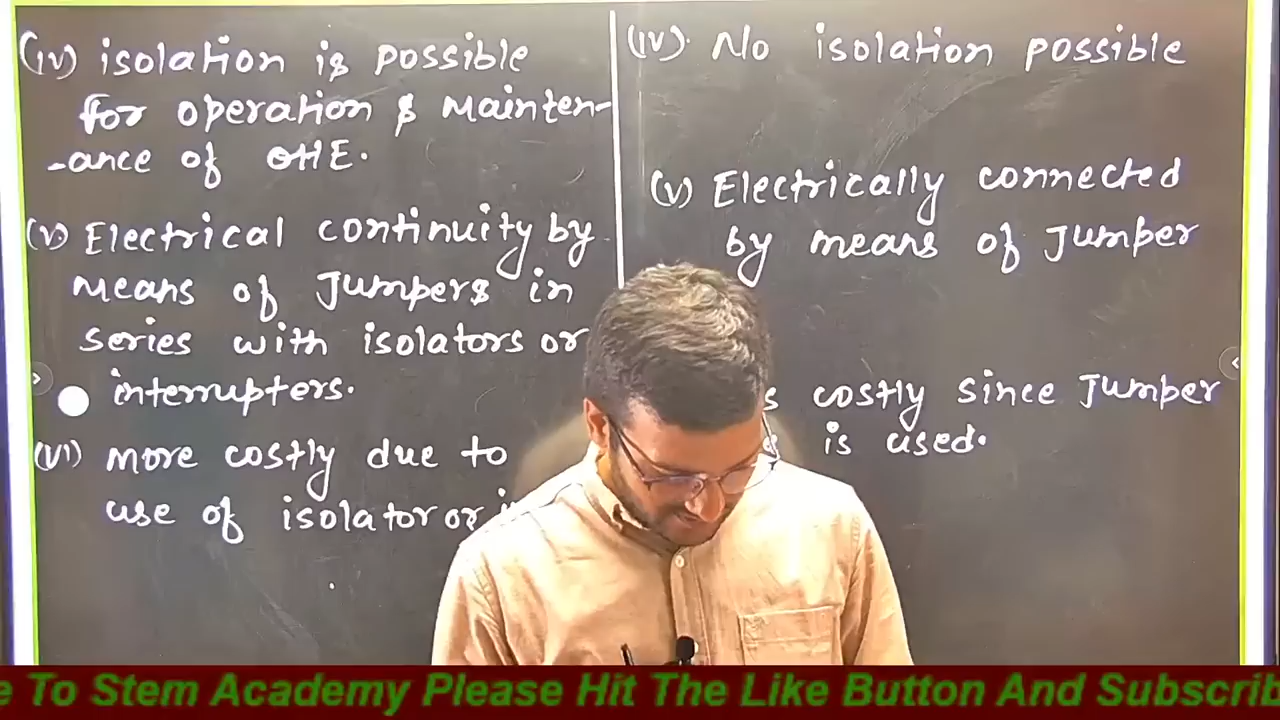 (iv) isolation is possible
for operation & mainten-
-ance of OHE.
(v) Electrical continuity by
means of Jumpers in
series with isolators or
interrupters.
(vi) more costly due to
use of isolator or
(iv). No isolation possible
(v) Electrically connected
by means of Jumper
costly since Jumper
is used.
To Stem Academy Please Hit The Like Button And